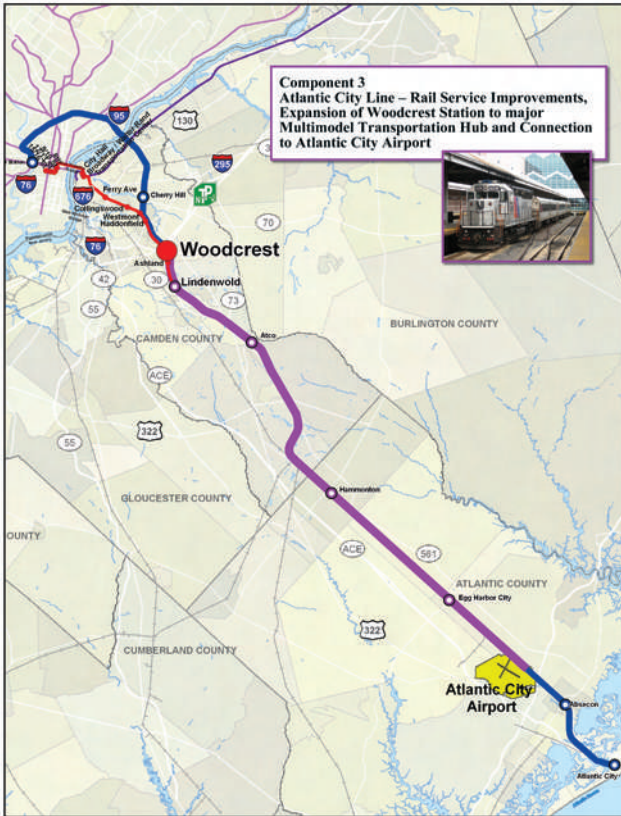 Component 3
Atlantic City Line – Rail Service Improvements,
Expansion of Woodcrest Station to major
Multimodel Transportation Hub and Connection
to Atlantic City Airport
95
130
295
City Hall
76
676
Ferry Ave
Cherry Hill
Collingswood
Westmont
Haddonfield
70
76
Woodcrest
Ashland
42
30
Lindenwold
55
73
Atco
BURLINGTON COUNTY
CAMDEN COUNTY
ACE
322
55
Hammonton
GLOUCESTER COUNTY
OUNTY
ACE
561
ATLANTIC COUNTY
Egg Harbor City
322
CUMBERLAND COUNTY
Atlantic City
Airport
Absecon
Atlantic City